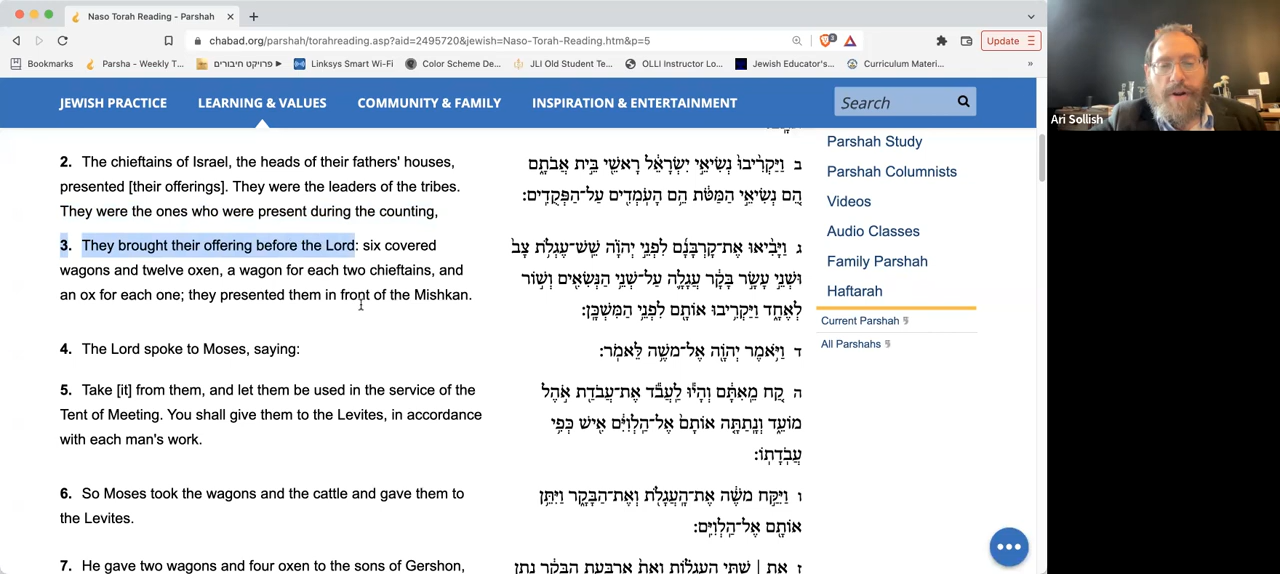 Naso Torah Reading - Parshah
chabad.org/parshah/torahreading.asp?aid=2495720&jewish=Naso-Torah-Reading.htm&p=5
3
Update
Bookmarks
Parsha - Weekly T...
פרויקט חיבורים
Linksys Smart Wi-Fi
Color Scheme De...
JLI Old Student Te...
OLLI Instructor Lo...
Jewish Educator's...
Curriculum Materi...
»
JEWISH PRACTICE
LEARNING & VALUES
COMMUNITY & FAMILY
INSPIRATION & ENTERTAINMENT
Search
2. The chieftains of Israel, the heads of their fathers' houses,
presented [their offerings]. They were the leaders of the tribes.
They were the ones who were present during the counting,
ב וַיַּקְרִ֨יבוּ֙ נְשִׂיאֵ֣י יִשְׂרָאֵ֔ל רָאשֵׁ֖י בֵּ֣ית אֲבֹתָ֑ם
הֵ֚ם נְשִׂיאֵ֣י הַמַּטֹּ֔ת הֵ֥ם הָעֹֽמְדִ֖ים עַל־הַפְּקֻדִֽים:
3. They brought their offering before the Lord: six covered
wagons and twelve oxen, a wagon for each two chieftains, and
an ox for each one; they presented them in front of the Mishkan.
ג וַיָּבִ֨יאוּ אֶת־קָרְבָּנָ֜ם לִפְנֵ֣י יְהֹוָ֗ה שֵֽׁשׁ־עֶגְלֹ֥ת צָב֙
וּשְׁנֵ֣י עָשָׂ֣ר בָּקָ֔ר עֲגָלָ֛ה עַל־שְׁנֵ֥י הַנְּשִׂאִ֖ים וְשׁ֣וֹר
לְאֶחָ֑ד וַיַּקְרִ֥יבוּ אוֹתָ֖ם לִפְנֵ֥י הַמִּשְׁכָּֽן:
4. The Lord spoke to Moses, saying:
ד וַיֹּ֥אמֶר יְהֹוָ֖ה אֶל־משֶׁ֥ה לֵּאמֹֽר:
5. Take [it] from them, and let them be used in the service of the
Tent of Meeting. You shall give them to the Levites, in accordance
with each man's work.
ה קַ֚ח מֵֽאִתָּ֔ם וְהָי֕וּ לַֽעֲבֹ֕ד אֶת־עֲבֹדַ֖ת אֹ֣הֶל
מוֹעֵ֑ד וְנָֽתַתָּ֤ה אוֹתָם֙ אֶל־הַֽלְוִיִּ֔ם אִ֖ישׁ כְּפִ֥י
עֲבֹֽדָתֽוֹ:
6. So Moses took the wagons and the cattle and gave them to
the Levites.
ו וַיִּקַּ֣ח משֶׁ֔ה אֶת־הָֽעֲגָלֹ֖ת וְאֶת־הַבָּקָ֑ר וַיִּתֵּ֥ן
אוֹתָ֖ם אֶל־הַֽלְוִיִּֽם:
7. He gave two wagons and four oxen to the sons of Gershon,
ז אֵ֣ת | שְׁתֵּ֣י הָֽעֲגָל֗וֹת וְאֵת֙ אַרְבַּ֣עַת הַבָּקָ֔ר נָתַ֖ן
Parshah Study
Parshah Columnists
Videos
Audio Classes
Family Parshah
Haftarah
Current Parshah
All Parshahs
Ari Sollish